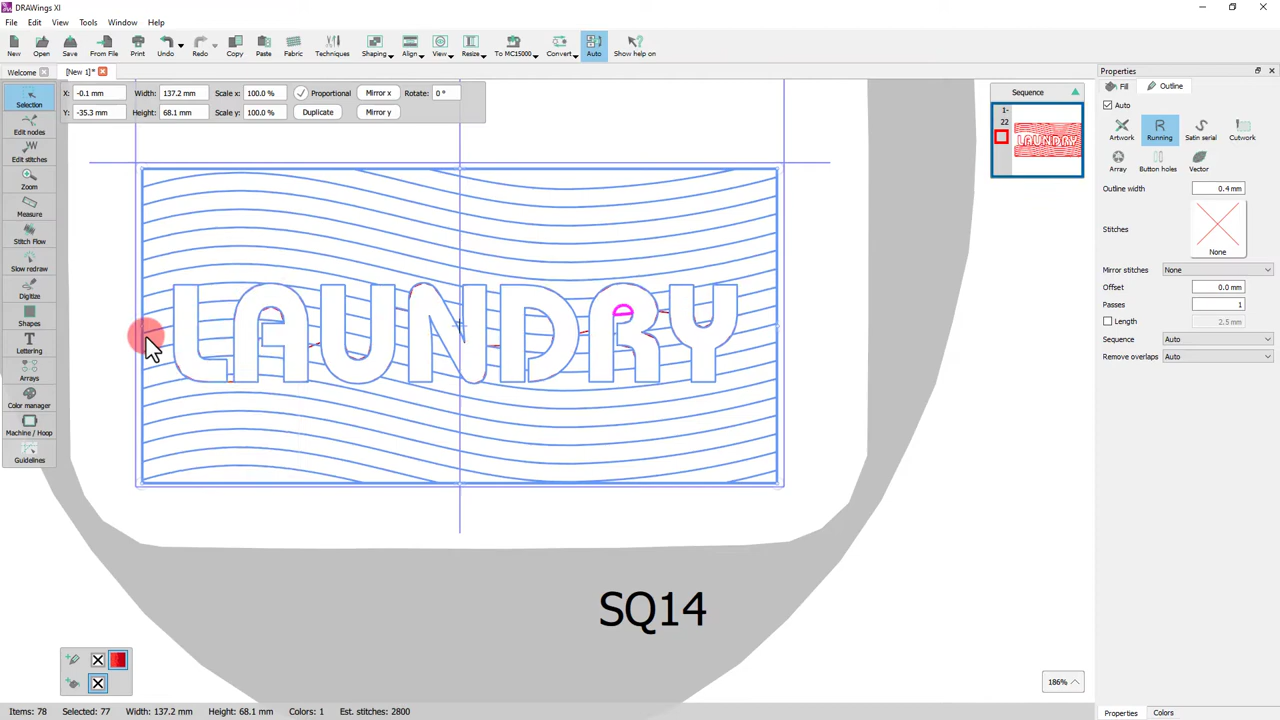 DRAWings XI
File Edit View Tools Window Help
New Open Save From File Print Undo Redo Copy Paste Fabric Techniques Shaping Align View Resize To MC15000 Convert Auto Show help on
Welcome [New 1]*
X: -0.1 mm Width: 137.2 mm Scale x: 100.0 % Proportional Mirror x Rotate: 0 °
Y: -35.3 mm Height: 68.1 mm Scale y: 100.0 % Duplicate Mirror y
Selection
Edit nodes
Edit stitches
Zoom
Measure
Stitch Flow
Slow redraw
Digitize
Shapes
Lettering
Arrays
Color manager
Machine / Hoop
Guidelines
LAUNDRY
SQ14
186%
Sequence
1-
22
LAUNDRY
Properties
Fill Outline
Auto
Artwork Running Satin serial Cutwork
Array Button holes Vector
Outline width 0.4 mm
Stitches
None
Mirror stitches None
Offset 0.0 mm
Passes 1
Length 2.5 mm
Sequence Auto
Remove overlaps Auto
Items: 78 Selected: 77 Width: 137.2 mm Height: 68.1 mm Colors: 1 Est. stitches: 2800
Properties Colors